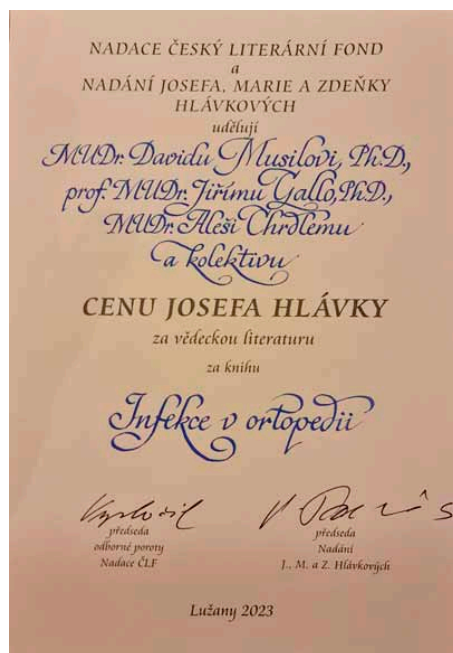 NADACE ČESKÝ LITERÁRNÍ FOND
a
NADÁNÍ JOSEFA, MARIE A ZDEŇKY
HLÁVKOVÝCH
udělují
MUDr. Davidu Musilovi, Ph.D.,
prof. MUDr. Jiřímu Gallo, Ph.D.,
MUDr. Aleši Chrdlemu
a kolektivu
CENU JOSEFA HLÁVKY
za vědeckou literaturu
za knihu
Infekce v ortopedii
předseda
odborné poroty
Nadace ČLF
předseda
Nadání
J., M. a Z. Hlávkových
Lužany 2023